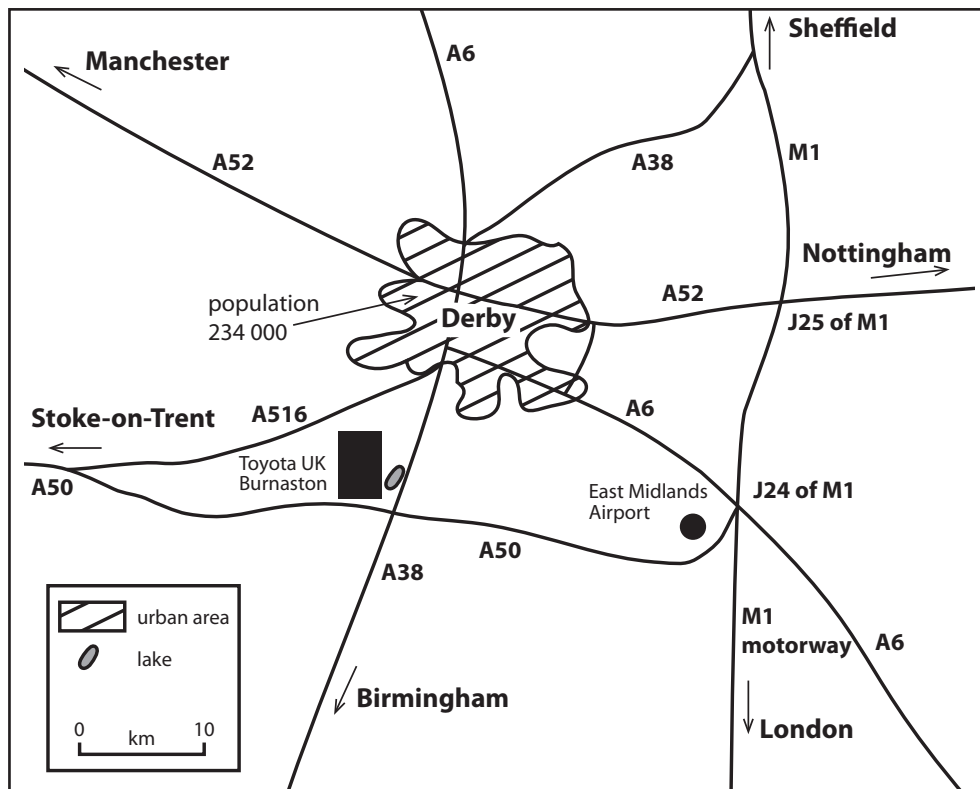 Sheffield
Manchester
A6
A52
A38
M1
Nottingham
population
234 000
A52
Derby
J25 of M1
A516
A6
Stoke-on-Trent
Toyota UK
Burnaston
A50
East Midlands
Airport
J24 of M1
A50
A38
urban area
lake
M1
motorway
A6
Birmingham
0 10
km
London